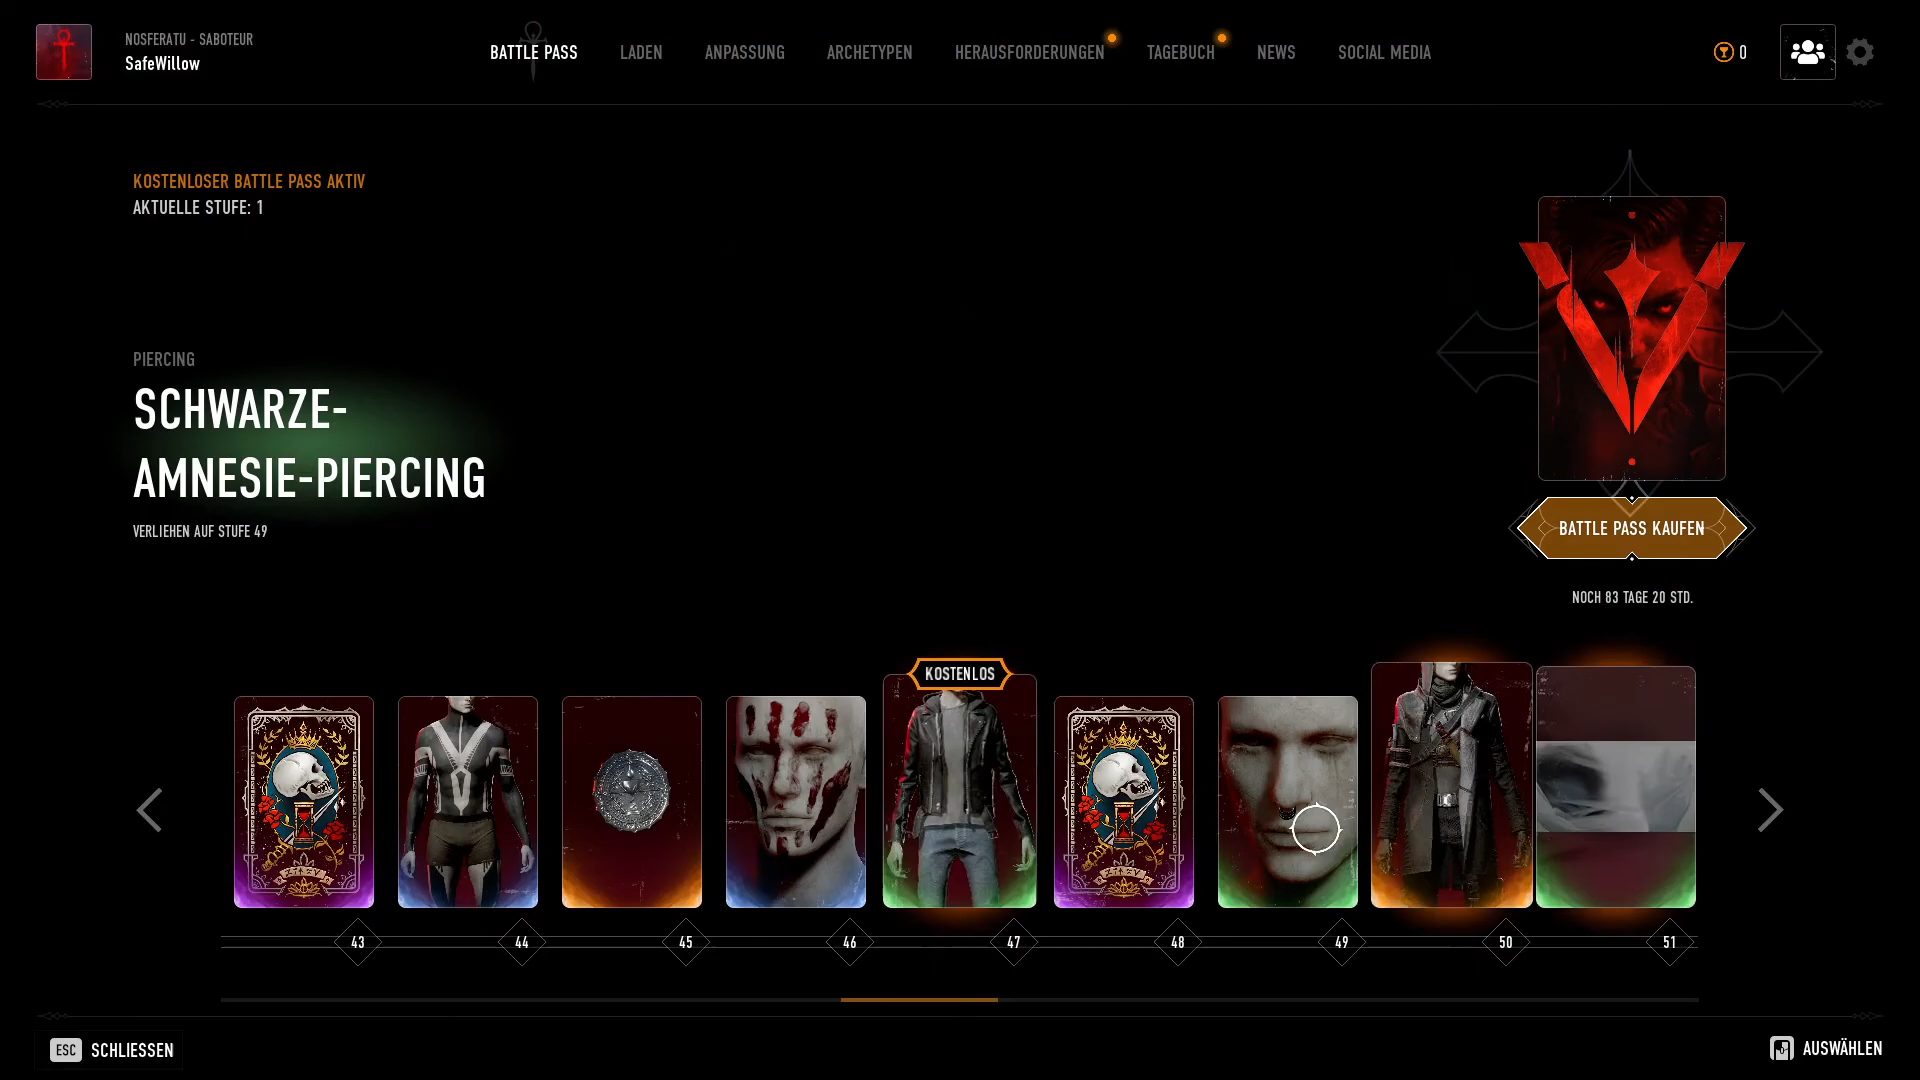 NOSFERATU - SABOTEUR
SafeWillow
BATTLE PASS
LADEN
ANPASSUNG
ARCHETYPEN
HERAUSFORDERUNGEN
TAGEBUCH
NEWS
SOCIAL MEDIA
0
KOSTENLOSER BATTLE PASS AKTIV
AKTUELLE STUFE: 1
PIERCING
SCHWARZE-
AMNESIE-PIERCING
VERLIEHEN AUF STUFE 49
BATTLE PASS KAUFEN
NOCH 83 TAGE 20 STD.
KOSTENLOS
43
44
45
46
47
48
49
50
51
ESC SCHLIESSEN
AUSWÄHLEN